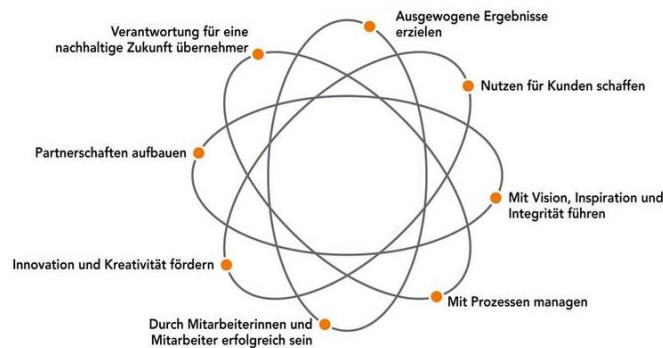 Ausgewogene Ergebnisse
erzielen
Nutzen für Kunden schaffen
Mit Vision, Inspiration und
Integrität führen
Mit Prozessen managen
Durch Mitarbeiterinnen und
Mitarbeiter erfolgreich sein
Innovation und Kreativität fördern
Partnerschaften aufbauen
Verantwortung für eine
nachhaltige Zukunft übernehmer